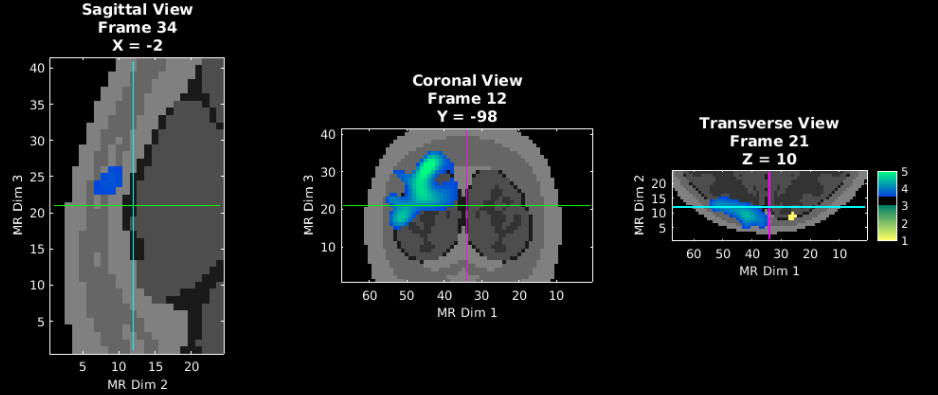 Sagittal View
Frame 34
X = -2
40
35
30
25
20
15
10
5
MR Dim 3
5 10 15 20
MR Dim 2
Coronal View
Frame 12
Y = -98
40
30
20
10
MR Dim 3
60 50 40 30 20 10
MR Dim 1
Transverse View
Frame 21
Z = 10
20
15
10
5
MR Dim 2
60 50 40 30 20 10
MR Dim 1
5
4
3
2
1